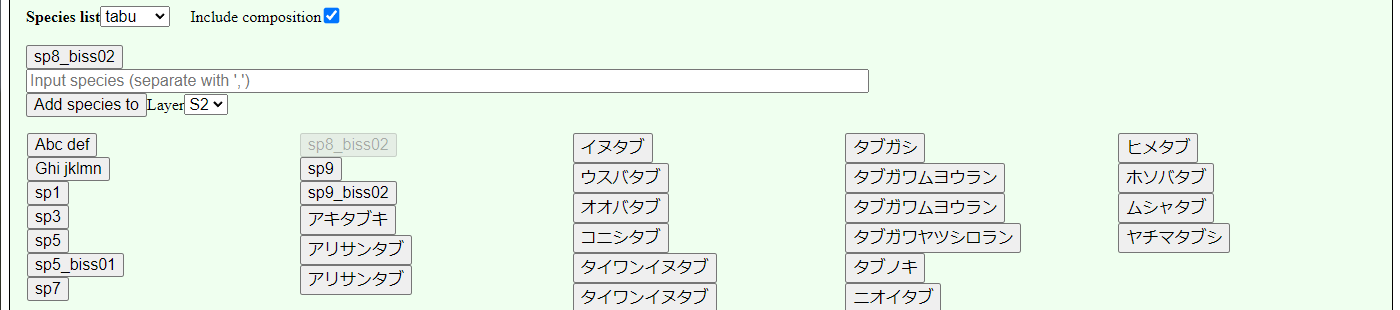 Species list tabu Include composition
sp8_biss02
Input species (separate with ',')
Add species to Layer S2
Abc def
Ghi jklmn
sp1
sp3
sp5
sp5_biss01
sp7
sp8_biss02
sp9
sp9_biss02
アキタブキ
アリサンタブ
アリサンタブ
イヌタブ
ウスバタブ
オオバタブ
コニシタブ
タイワンイヌタブ
タイワンイヌタブ
タブガシ
タブガワムヨウラン
タブガワムヨウラン
タブガワヤツシロラン
タブノキ
ニオイタブ
ヒメタブ
ホソバタブ
ムシャタブ
ヤチマタブシ